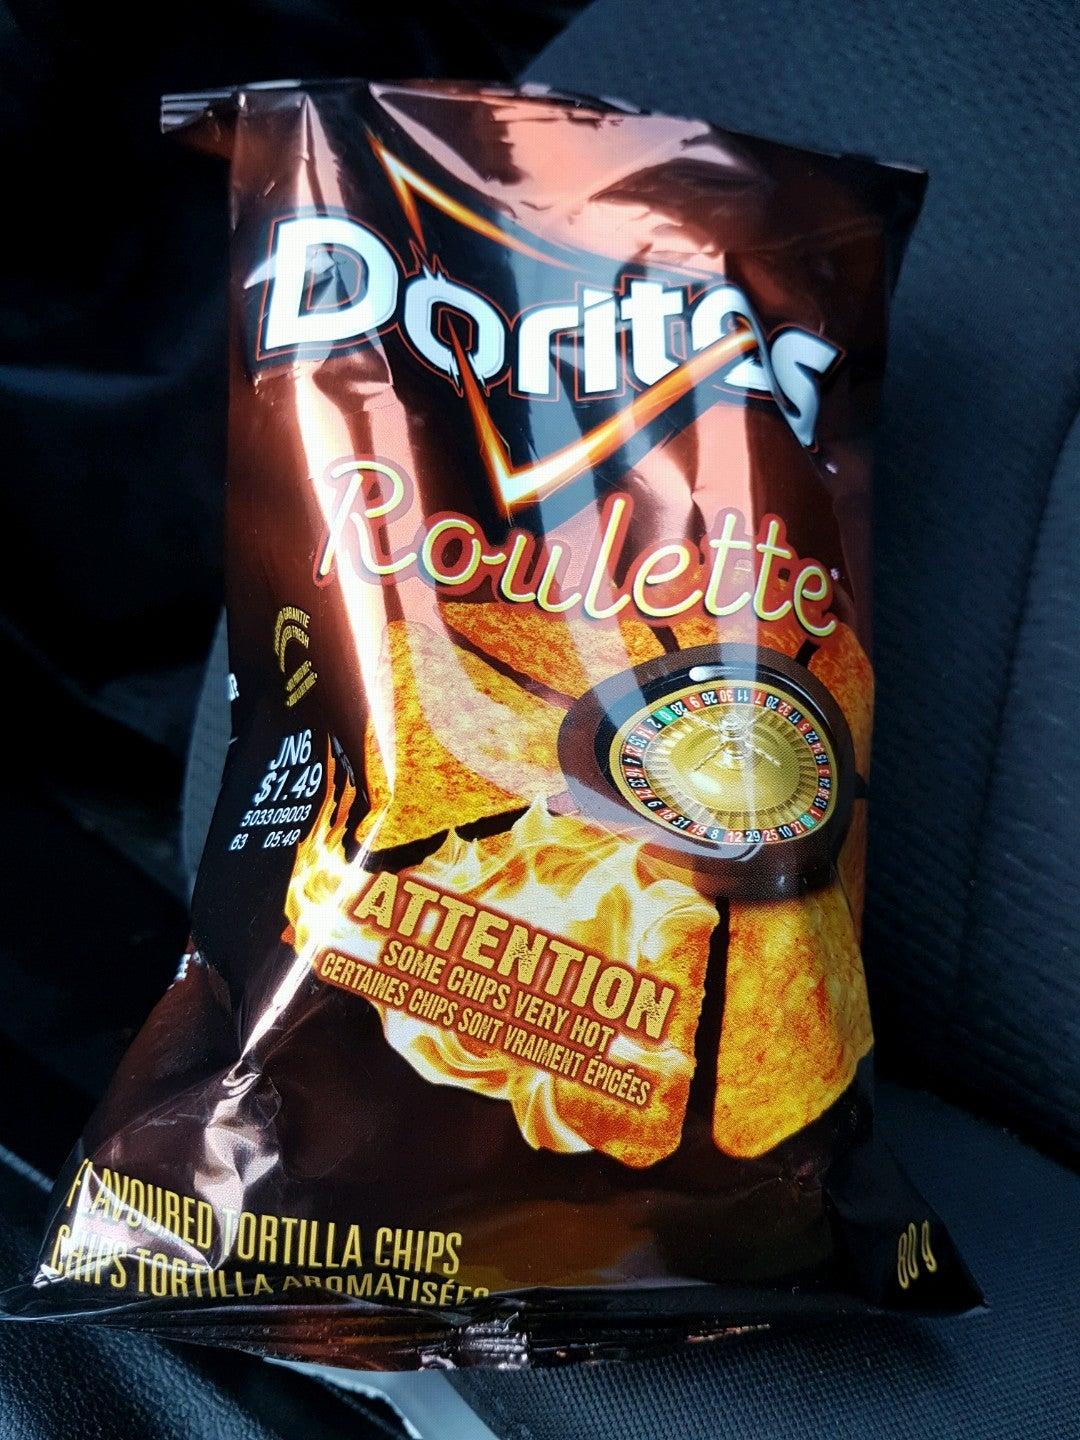 Doritos
Roulette
JN6
$1.49
503309003
63 05:49
ATTENTION
SOME CHIPS VERY HOT
CERTAINES CHIPS SONT VRAIMENT ÉPICÉES
FLAVOURED TORTILLA CHIPS
CHIPS TORTILLA AROMATISÉES
80 g